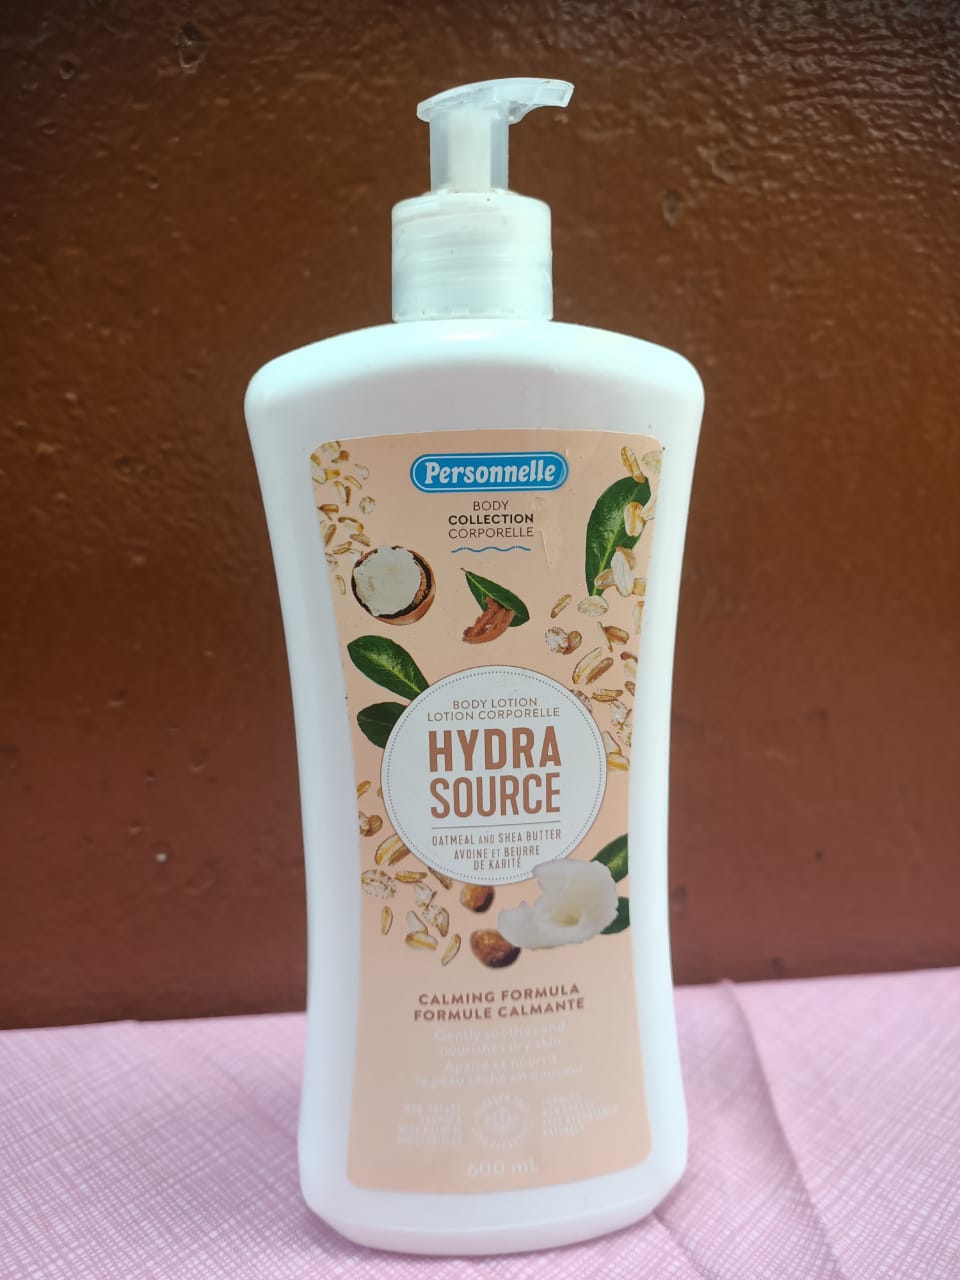 Personnelle
BODY
COLLECTION
CORPORELLE
BODY LOTION
LOTION CORPORELLE
HYDRA
SOURCE
OATMEAL AND SHEA BUTTER
AVOINE ET BEURRE
DE KARITÉ
CALMING FORMULA
FORMULE CALMANTE
Gently soothes and
nourishes dry skin
Apaise et nourrit
la peau sèche en douceur
600 mL